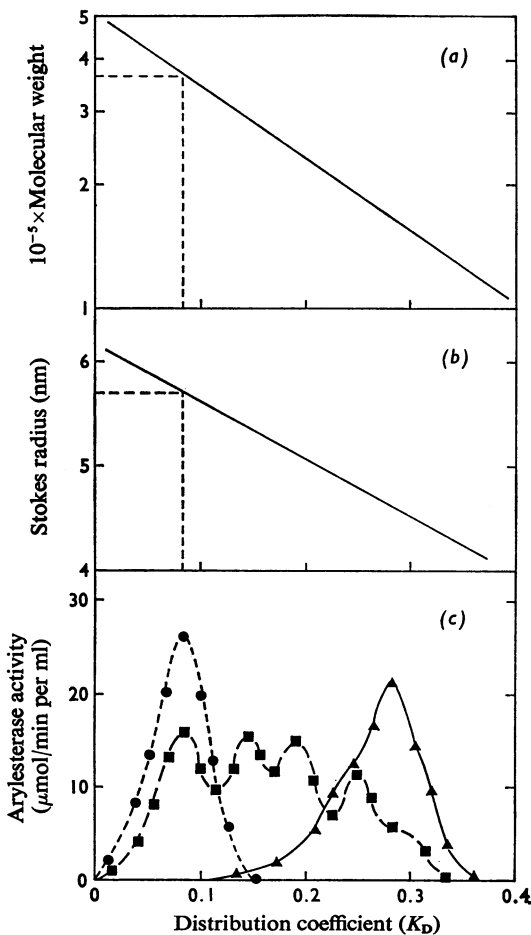 (a)
10⁻⁵×Molecular weight
5
4
3
2
1
(b)
Stokes radius (nm)
6
5
4
(c)
Arylesterase activity
(μmol/min per ml)
30
20
10
0
0 0.1 0.2 0.3 0.4
Distribution coefficient (K_D)